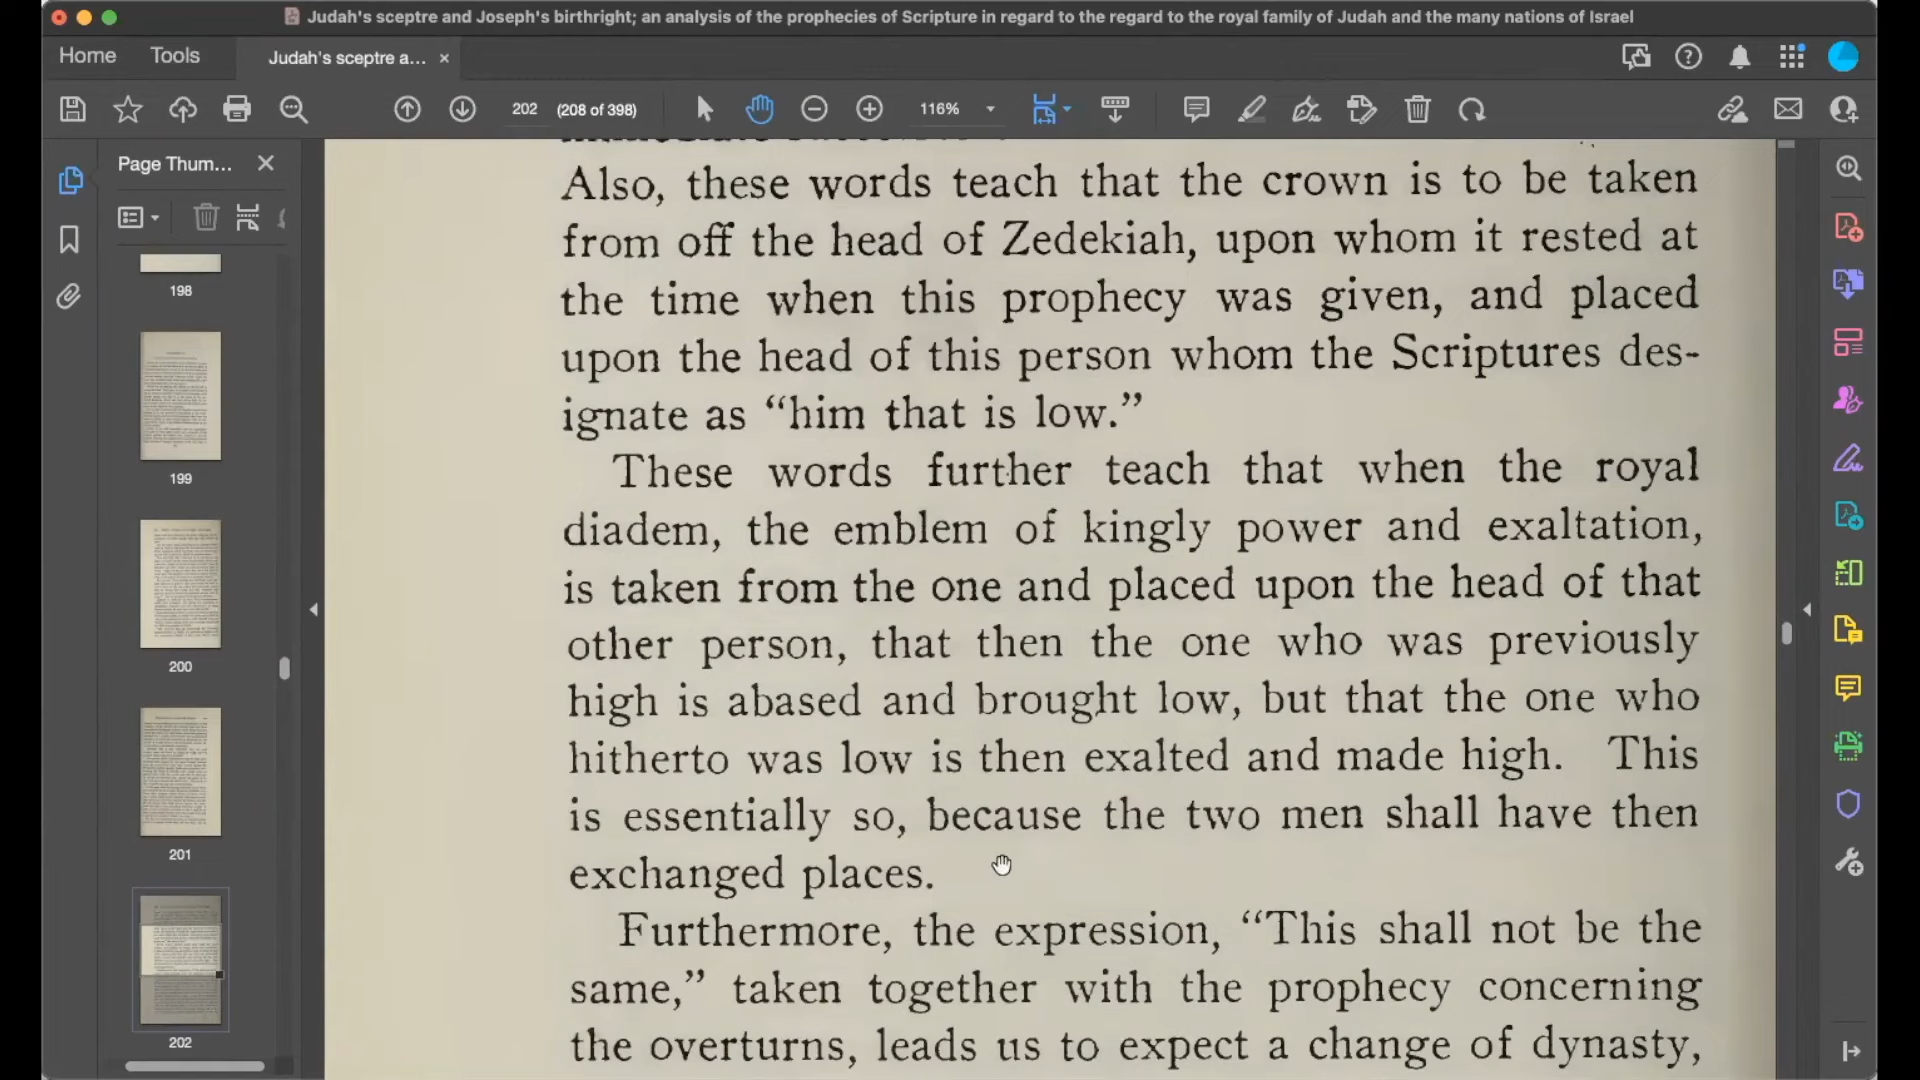 Judah's sceptre and Joseph's birthright; an analysis of the prophecies of Scripture in regard to the regard to the royal family of Judah and the many nations of Israel
Home
Tools
Judah's sceptre a...
202
(208 of 398)
116%
Page Thum...
198
199
200
201
202
Also, these words teach that the crown is to be taken
from off the head of Zedekiah, upon whom it rested at
the time when this prophecy was given, and placed
upon the head of this person whom the Scriptures des-
ignate as “him that is low.”
These words further teach that when the royal
diadem, the emblem of kingly power and exaltation,
is taken from the one and placed upon the head of that
other person, that then the one who was previously
high is abased and brought low, but that the one who
hitherto was low is then exalted and made high. This
is essentially so, because the two men shall have then
exchanged places.
Furthermore, the expression, “This shall not be the
same,” taken together with the prophecy concerning
the overturns, leads us to expect a change of dynasty,